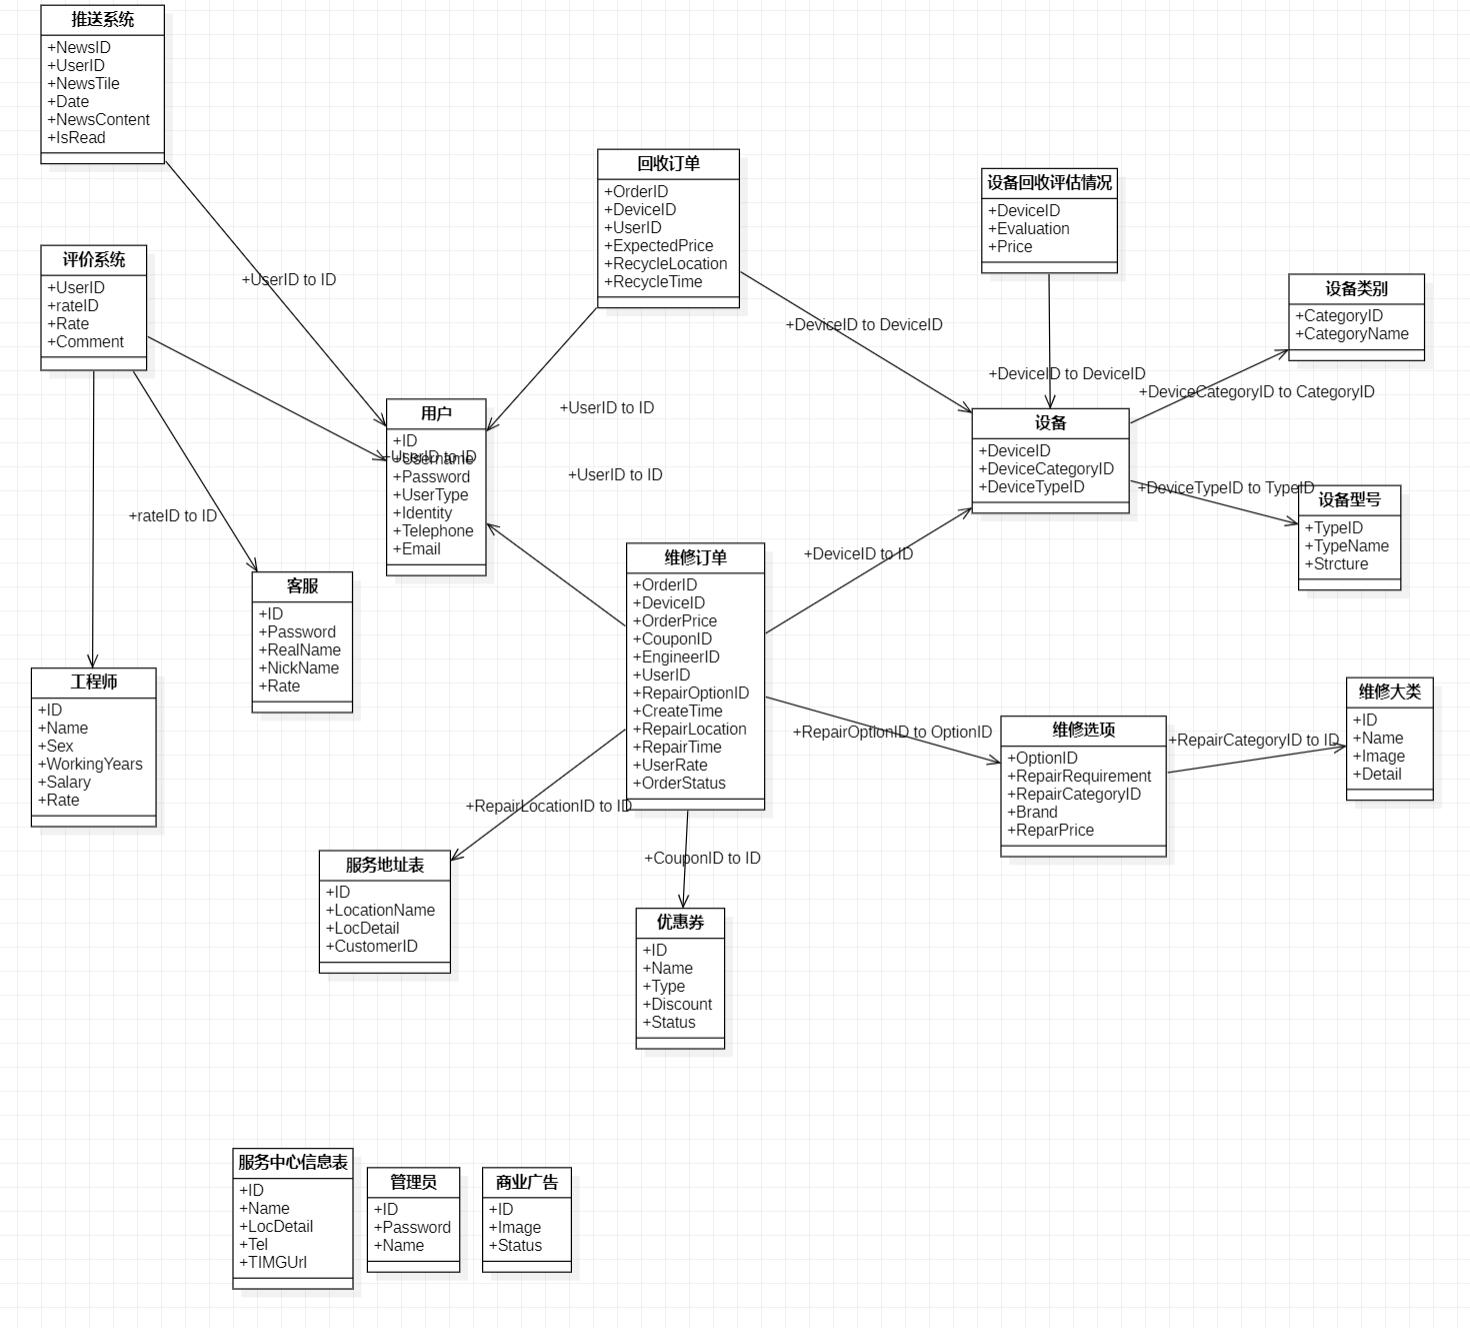 推送系统
+NewsID
+UserID
+NewsTile
+Date
+NewsContent
+IsRead
评价系统
+UserID
+rateID
+Rate
+Comment
+UserID to ID
回收订单
+OrderID
+DeviceID
+UserID
+ExpectedPrice
+RecycleLocation
+RecycleTime
设备回收评估情况
+DeviceID
+Evaluation
+Price
设备类别
+CategoryID
+CategoryName
+DeviceID to DeviceID
+DeviceID to DeviceID
+DeviceCategoryID to CategoryID
用户
+ID
+Username
+UserID to ID
+Password
+UserType
+Identity
+Telephone
+Email
+UserID to ID
+UserID to ID
设备
+DeviceID
+DeviceCategoryID
+DeviceTypeID
+DeviceTypeID to TypeID
设备型号
+TypeID
+TypeName
+Strcture
+rateID to ID
客服
+ID
+Password
+RealName
+NickName
+Rate
维修订单
+OrderID
+DeviceID
+OrderPrice
+CouponID
+EngineerID
+UserID
+RepairOptionID
+CreateTime
+RepairLocation
+RepairTime
+UserRate
+OrderStatus
+DeviceID to ID
工程师
+ID
+Name
+Sex
+WorkingYears
+Salary
+Rate
+RepairOptionID to OptionID
维修选项
+OptionID
+RepairRequirement
+RepairCategoryID
+Brand
+ReparPrice
+RepairCategoryID to ID
维修大类
+ID
+Name
+Image
+Detail
+RepairLocationID to ID
服务地址表
+ID
+LocationName
+LocDetail
+CustomerID
+CouponID to ID
优惠券
+ID
+Name
+Type
+Discount
+Status
服务中心信息表
+ID
+Name
+LocDetail
+Tel
+TIMGUrl
管理员
+ID
+Password
+Name
商业广告
+ID
+Image
+Status